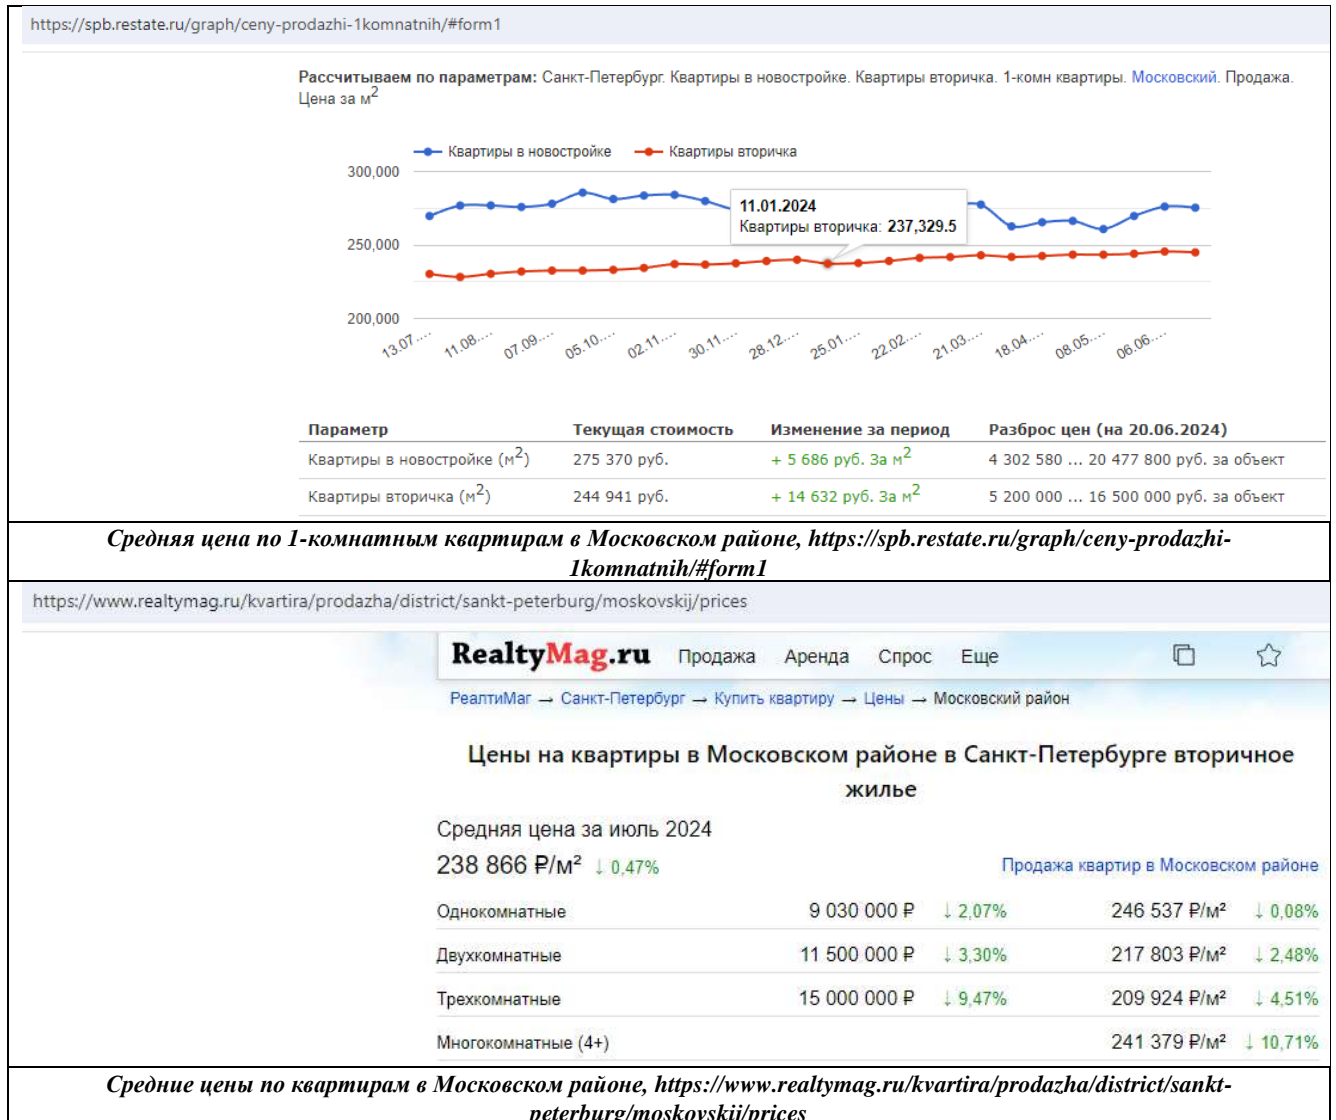 https://spb.restate.ru/graph/ceny-prodazhi-1komnatnih/#form1
Рассчитываем по параметрам: Санкт-Петербург. Квартиры в новостройке. Квартиры вторичка. 1-комн квартиры. Московский. Продажа.
Цена за м2
Квартиры в новостройке Квартиры вторичка
300,000
11.01.2024
Квартиры вторичка: 237,329.5
250,000
200,000
13.07.... 11.08.... 07.09.... 05.10.... 02.11.... 30.11.... 28.12.... 25.01.... 22.02.... 21.03.... 18.04.... 08.05.... 06.06....
Параметр Текущая стоимость Изменение за период Разброс цен (на 20.06.2024)
Квартиры в новостройке (м2) 275 370 руб. + 5 686 руб. За м2 4 302 580 ... 20 477 800 руб. за объект
Квартиры вторичка (м2) 244 941 руб. + 14 632 руб. За м2 5 200 000 ... 16 500 000 руб. за объект
Средняя цена по 1-комнатным квартирам в Московском районе, https://spb.restate.ru/graph/ceny-prodazhi-
1komnatnih/#form1
https://www.realtymag.ru/kvartira/prodazha/district/sankt-peterburg/moskovskij/prices
RealtyMag.ru Продажа Аренда Спрос Еще
РеалтиМаг → Санкт-Петербург → Купить квартиру → Цены → Московский район
Цены на квартиры в Московском районе в Санкт-Петербурге вторичное
жилье
Средняя цена за июль 2024
238 866 ₽/м² ↓ 0,47% Продажа квартир в Московском районе
Однокомнатные 9 030 000 ₽ ↓ 2,07% 246 537 ₽/м² ↓ 0,08%
Двухкомнатные 11 500 000 ₽ ↓ 3,30% 217 803 ₽/м² ↓ 2,48%
Трехкомнатные 15 000 000 ₽ ↓ 9,47% 209 924 ₽/м² ↓ 4,51%
Многокомнатные (4+) 241 379 ₽/м² ↓ 10,71%
Средние цены по квартирам в Московском районе, https://www.realtymag.ru/kvartira/prodazha/district/sankt-
peterburg/moskovskij/prices